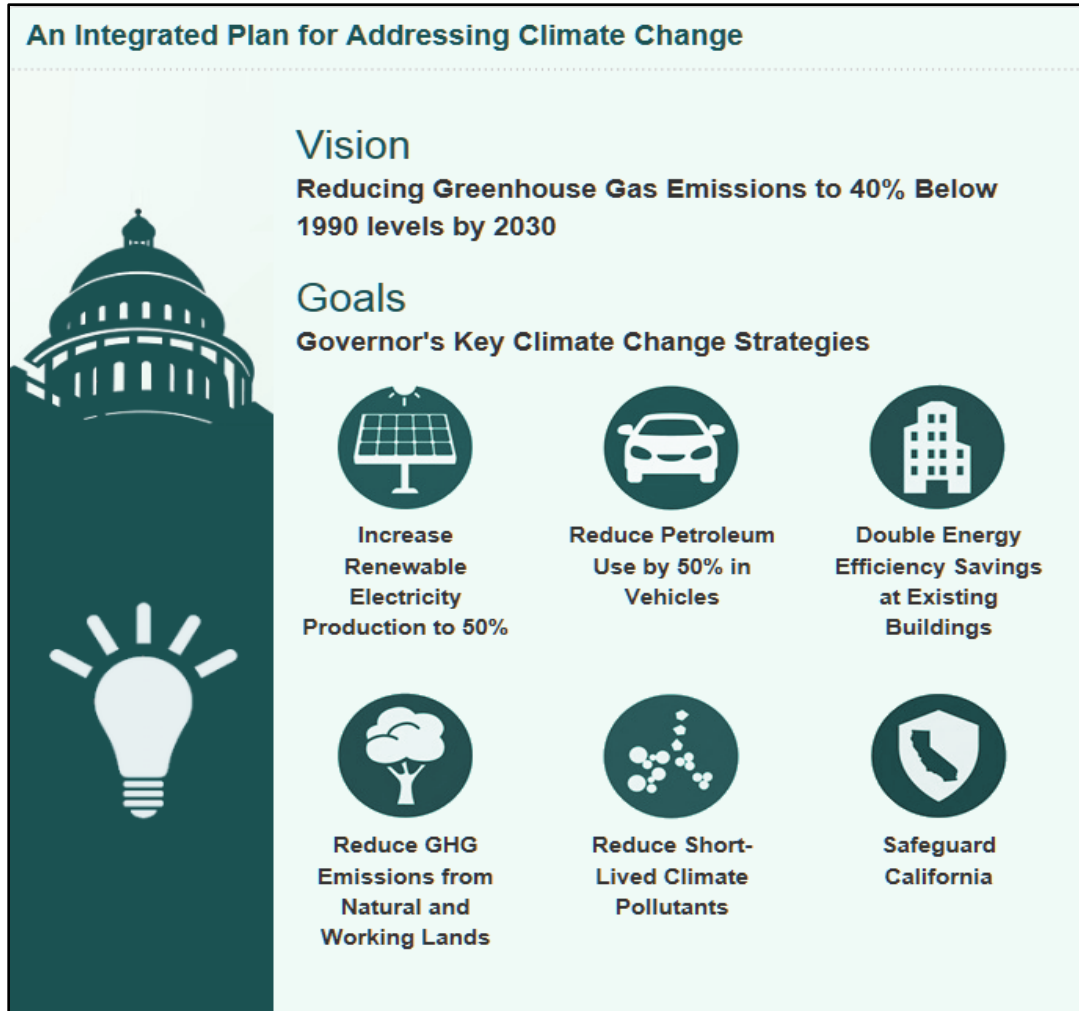 An Integrated Plan for Addressing Climate Change
Vision
Reducing Greenhouse Gas Emissions to 40% Below
1990 levels by 2030
Goals
Governor's Key Climate Change Strategies
Increase
Renewable
Electricity
Production to 50%
Reduce Petroleum
Use by 50% in
Vehicles
Double Energy
Efficiency Savings
at Existing
Buildings
Reduce GHG
Emissions from
Natural and
Working Lands
Reduce Short-
Lived Climate
Pollutants
Safeguard
California